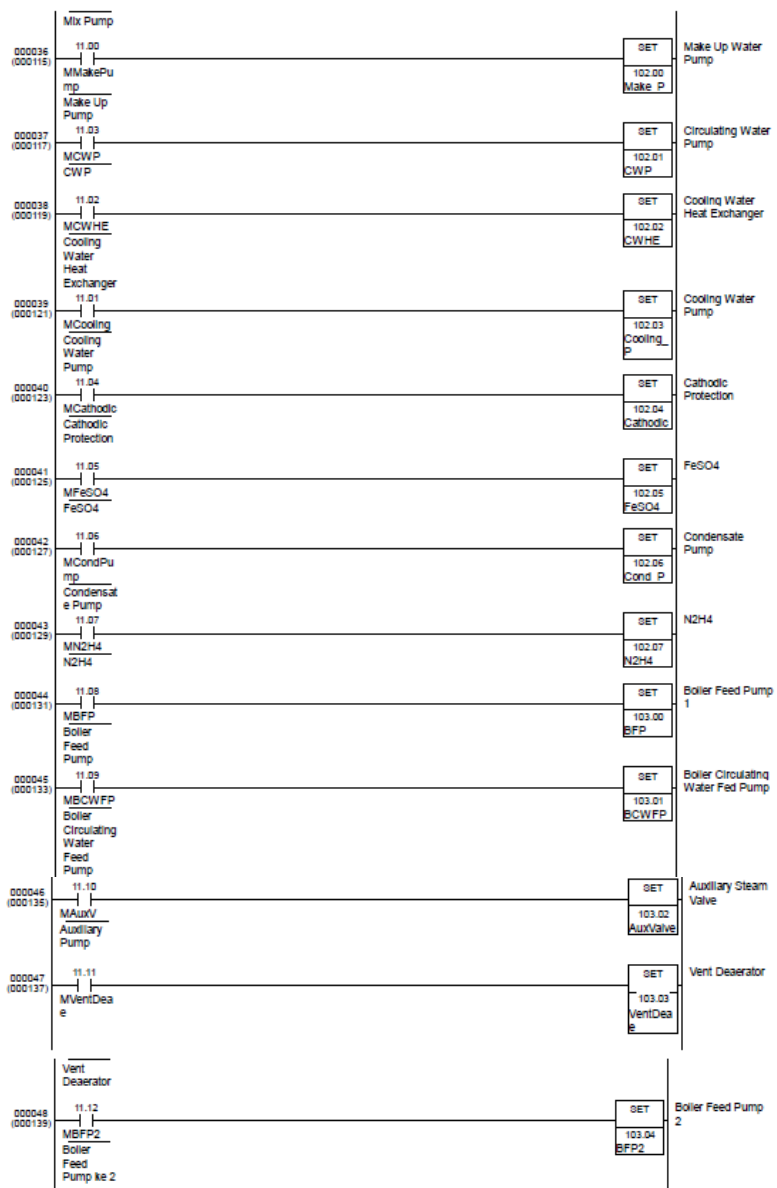 Mix Pump
000036
(000115)
11.00
MMakePu
mp
Make Up
Pump
SET
102.00
Make_P
Make Up Water
Pump
000037
(000117)
11.03
MCWP
CWP
SET
102.01
CWP
Circulating Water
Pump
000038
(000119)
11.02
MCWHE
Cooling
Water
Heat
Exchanger
SET
102.02
CWHE
Cooling Water
Heat Exchanger
000039
(000121)
11.01
MCooling
Cooling
Water
Pump
SET
102.03
Cooling_
P
Cooling Water
Pump
000040
(000123)
11.04
MCathodic
Cathodic
Protection
SET
102.04
Cathodic
Cathodic
Protection
000041
(000125)
11.05
MFeSO4
FeSO4
SET
102.05
FeSO4
FeSO4
000042
(000127)
11.06
MCondPu
mp
Condensat
e Pump
SET
102.06
Cond_P
Condensate
Pump
000043
(000129)
11.07
MN2H4
N2H4
SET
102.07
N2H4
N2H4
000044
(000131)
11.08
MBFP
Boiler
Feed
Pump
SET
103.00
BFP
Boiler Feed Pump
1
000045
(000133)
11.09
MBCWFP
Boiler
Circulating
Water
Feed
Pump
SET
103.01
BCWFP
Boiler Circulating
Water Fed Pump
000046
(000135)
11.10
MAuxV
Auxiliary
Pump
SET
103.02
AuxValve
Auxiliary Steam
Valve
000047
(000137)
11.11
MVentDea
e
Vent
Deaerator
SET
103.03
VentDea
e
Vent Deaerator
000048
(000139)
11.12
MBFP2
Boiler
Feed
Pump ke 2
SET
103.04
BFP2
Boiler Feed Pump
2